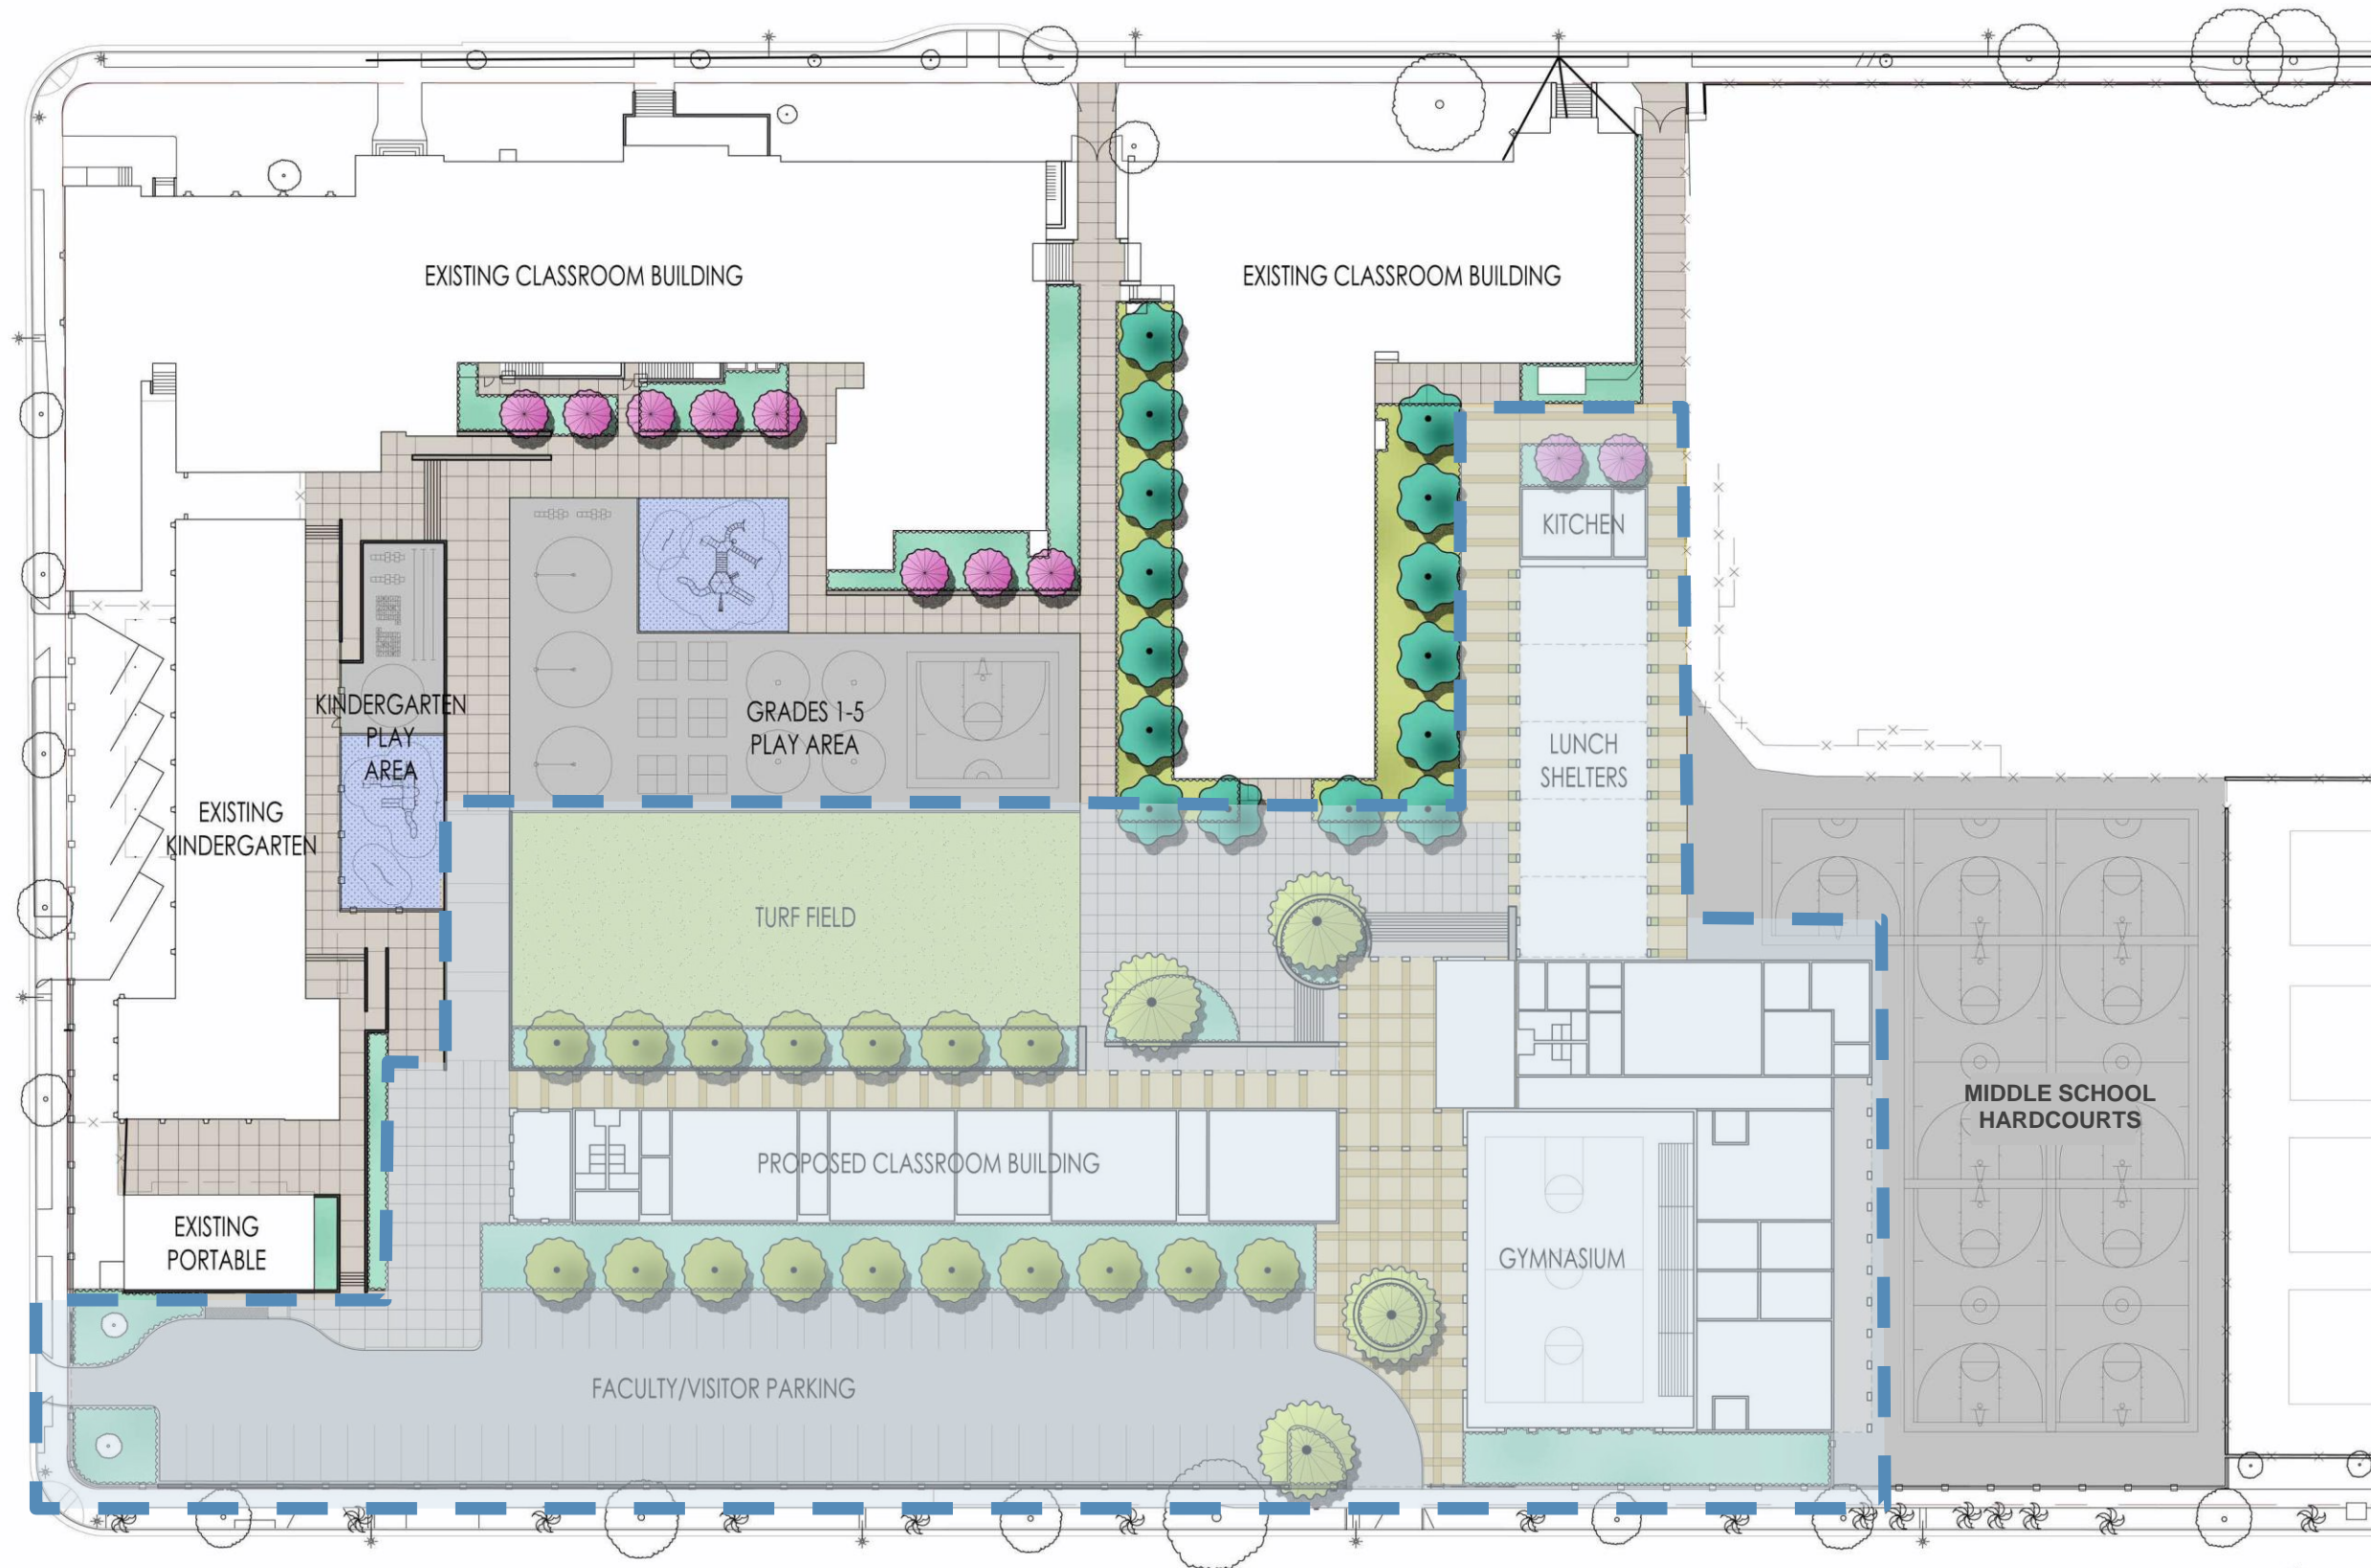 EXISTING CLASSROOM BUILDING
EXISTING CLASSROOM BUILDING
KITCHEN
KINDERGARTEN
PLAY
AREA
GRADES 1-5
PLAY AREA
LUNCH
SHELTERS
EXISTING
KINDERGARTEN
TURF FIELD
MIDDLE SCHOOL
HARDCOURTS
PROPOSED CLASSROOM BUILDING
EXISTING
PORTABLE
GYMNASIUM
FACULTY/VISITOR PARKING